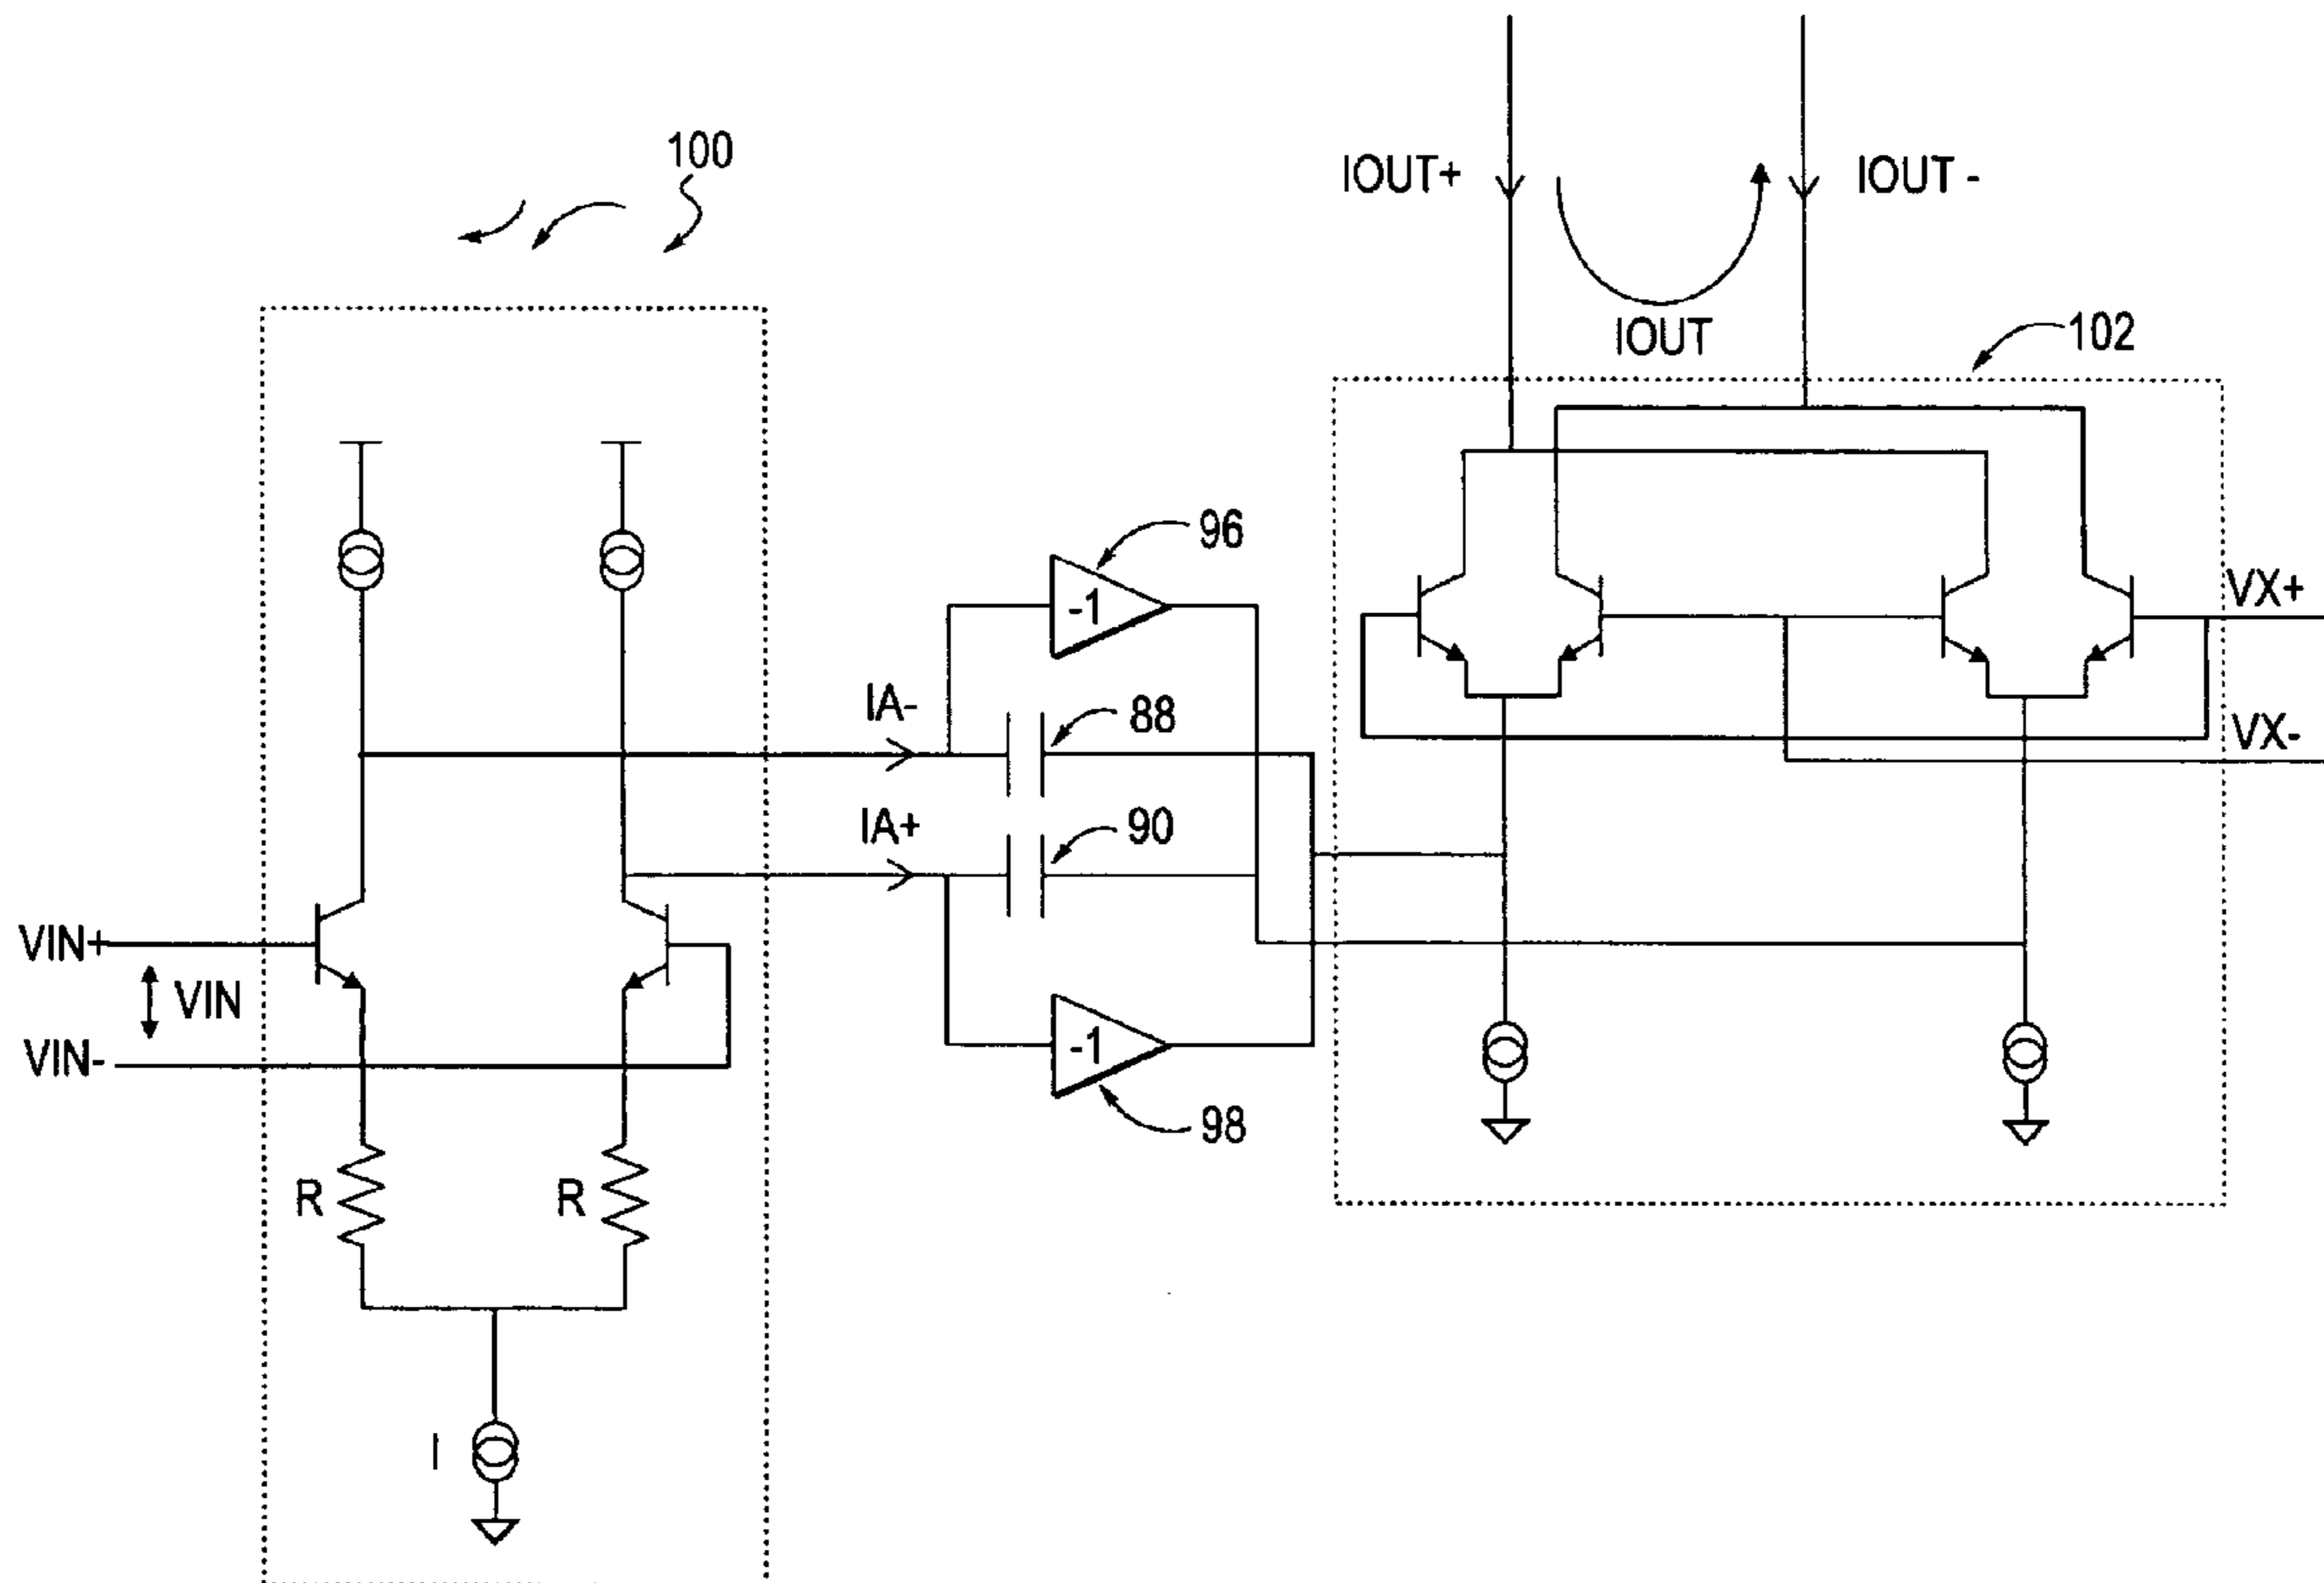 100
IOUT+
IOUT -
IOUT
102
96
-1
VX+
IA-
88
VX-
IA+
90
VIN+
VIN
VIN-
-1
98
R
R
I